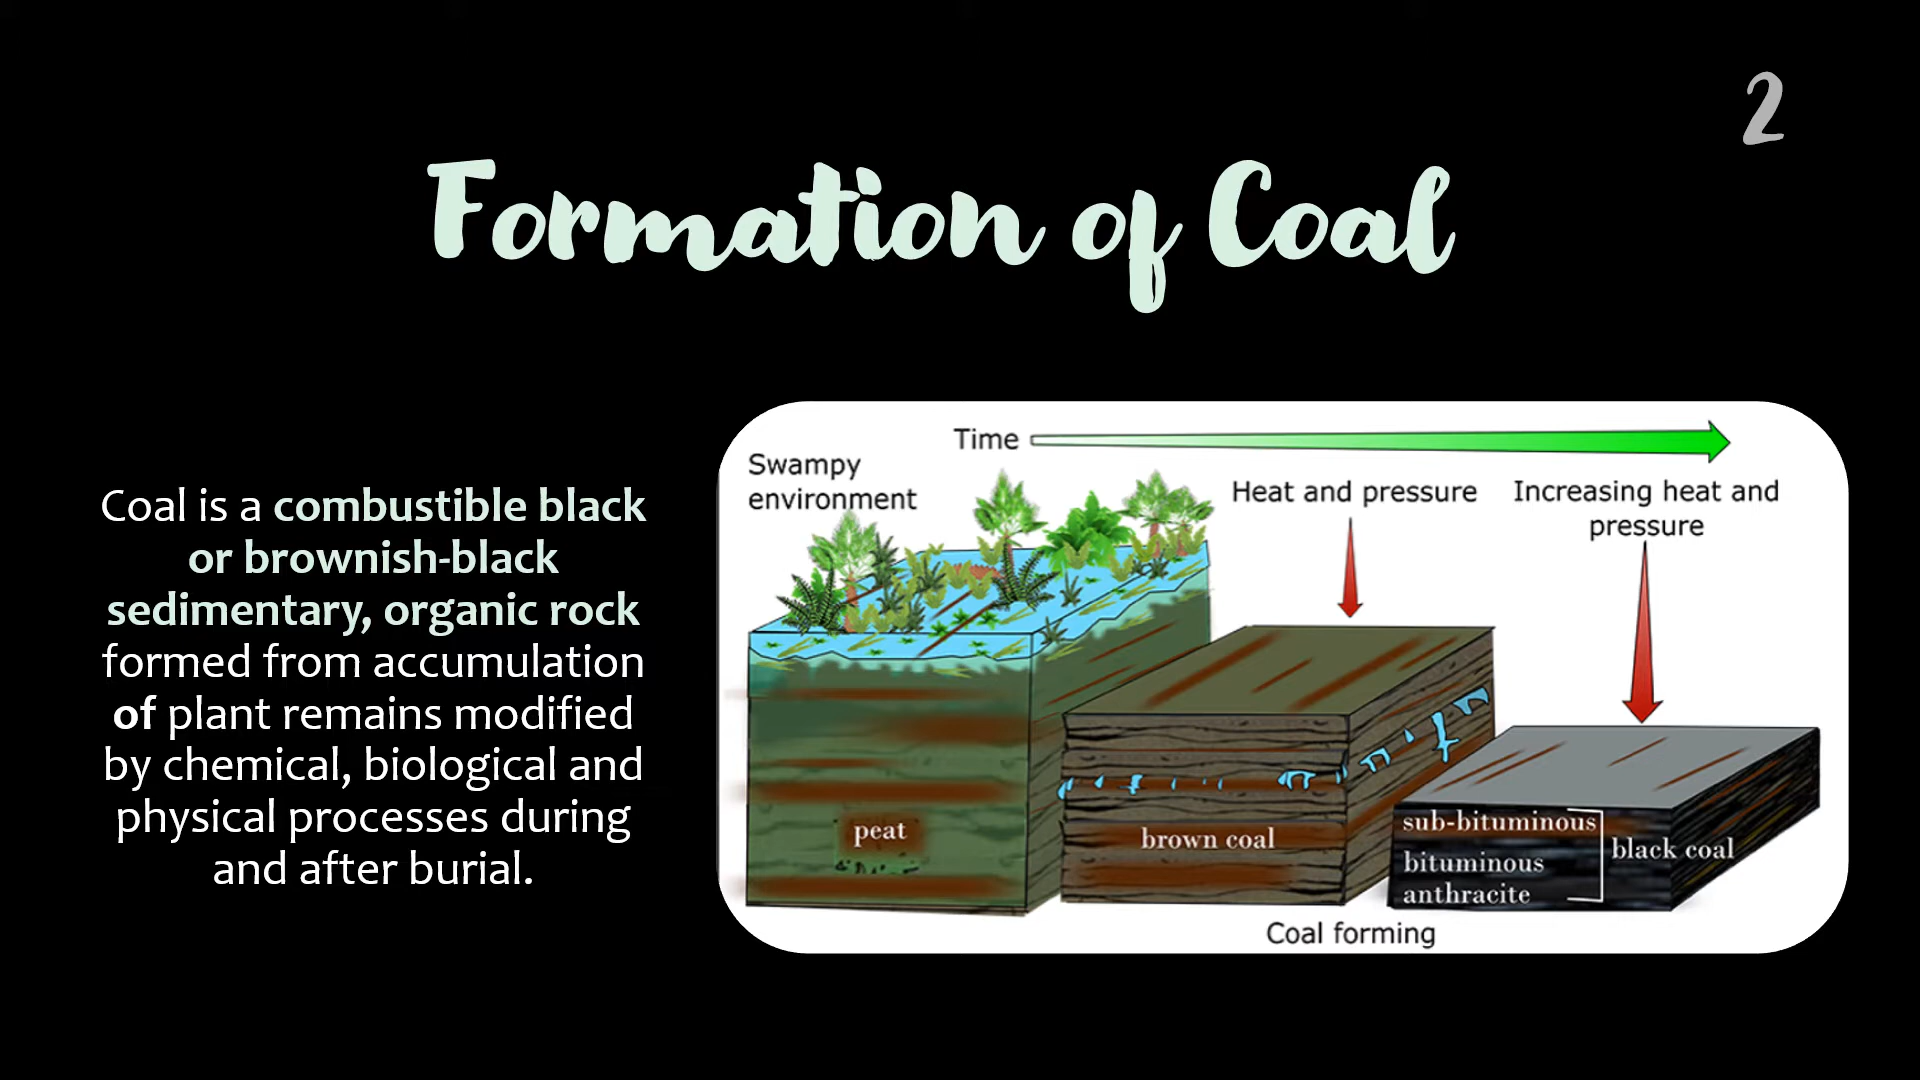 2
Formation of Coal
Coal is a combustible black
or brownish-black
sedimentary, organic rock
formed from accumulation
of plant remains modified
by chemical, biological and
physical processes during
and after burial.
Time
Swampy
environment
Heat and pressure
Increasing heat and
pressure
peat
brown coal
sub-bituminous
bituminous
anthracite
black coal
Coal forming